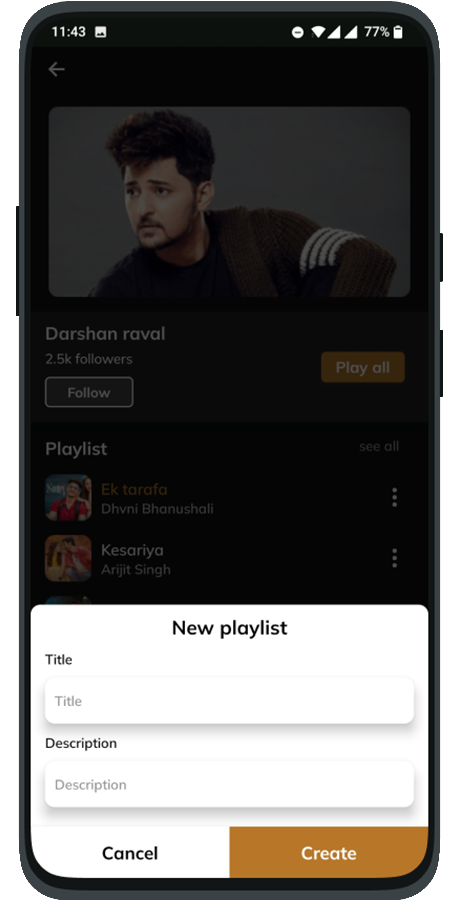 11:43
77%
Darshan raval
2.5k followers
Play all
Follow
Playlist
see all
Ek tarafa
Dhvni Bhanushali
Kesariya
Arijit Singh
New playlist
Title
Title
Description
Description
Cancel
Create